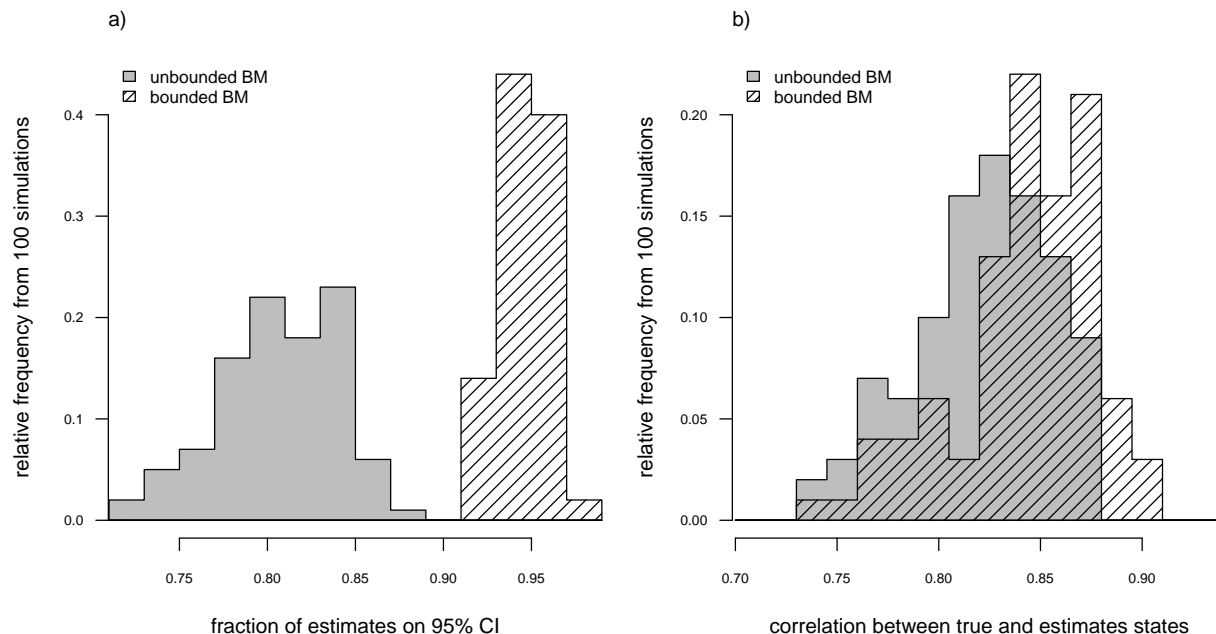 a)
unbounded BM
bounded BM
relative frequency from 100 simulations
0.4
0.3
0.2
0.1
0.0
0.75 0.80 0.85 0.90 0.95
fraction of estimates on 95% CI
b)
unbounded BM
bounded BM
relative frequency from 100 simulations
0.20
0.15
0.10
0.05
0.00
0.70 0.75 0.80 0.85 0.90
correlation between true and estimates states